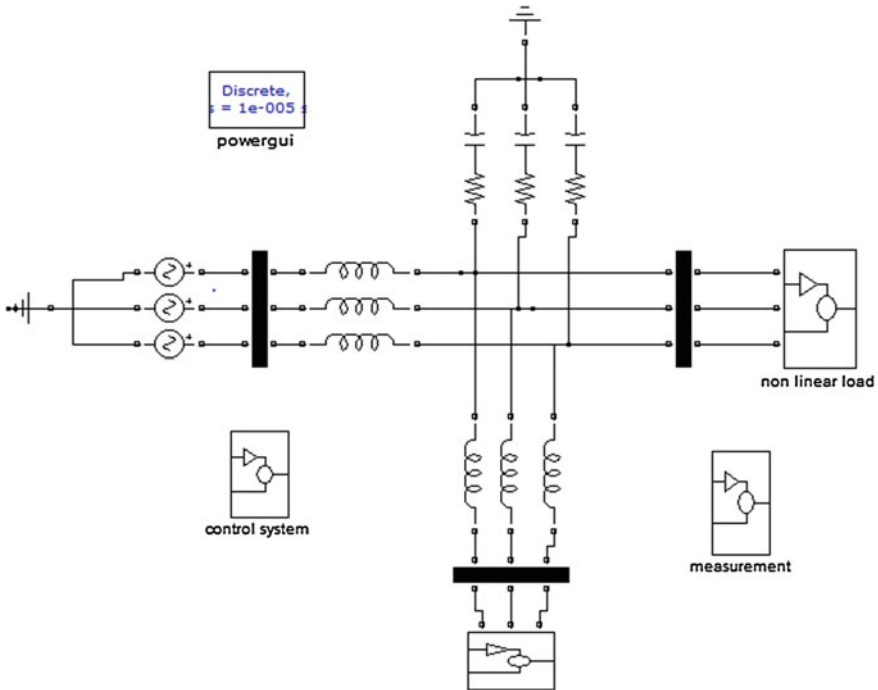 Discrete,
s = 1e-005 s
powergui
+
+
+
non linear load
control system
measurement